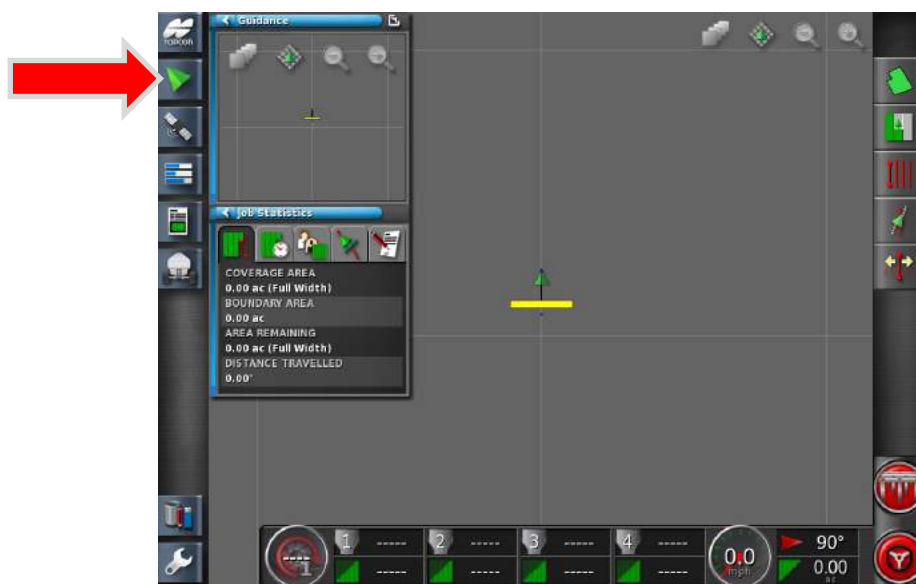 TOPCON
Guidance
Job Statistics
COVERAGE AREA
0.00 ac (Full Width)
BOUNDARY AREA
0.00 ac
AREA REMAINING
0.00 ac (Full Width)
DISTANCE TRAVELLED
0.00"
1 ----- 2 ----- 3 ----- 4 -----
0.0
mph
90°
---
1
----- ----- ----- -----
0.00
ac